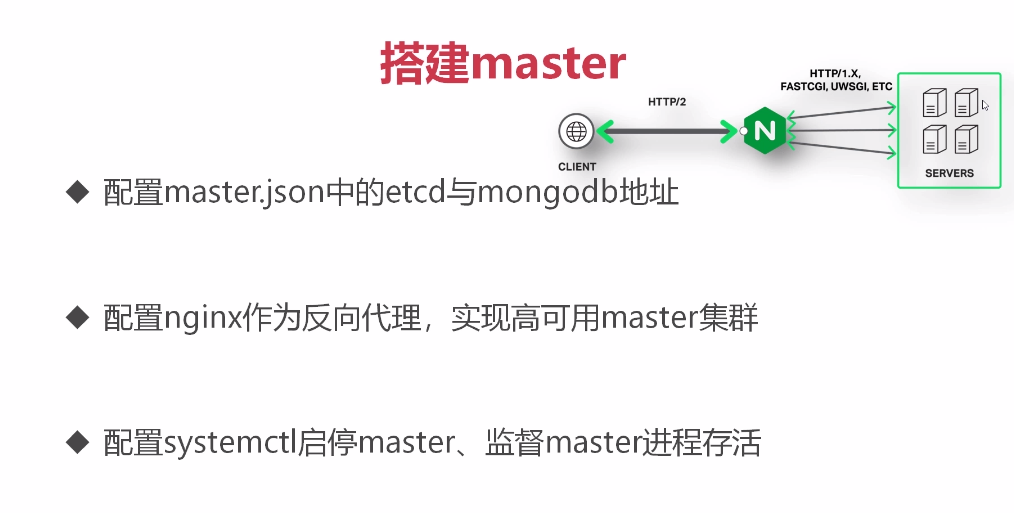 搭建master
HTTP/1.X,
FASTCGI, UWSGI, ETC
HTTP/2
N
CLIENT
SERVERS
◆ 配置master.json中的etcd与mongodb地址
◆ 配置nginx作为反向代理，实现高可用master集群
◆ 配置systemctl启停master、监督master进程存活